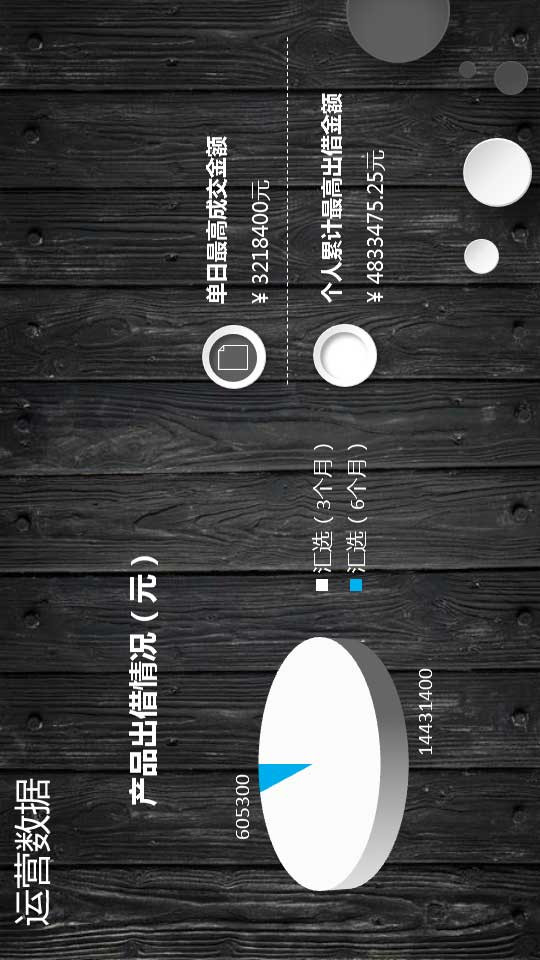 运营数据
产品出借情况（元）
605300
14431400
汇选（3个月）
汇选（6个月）
单日最高成交金额
¥ 3218400元
个人累计最高出借金额
¥ 4833475.25元